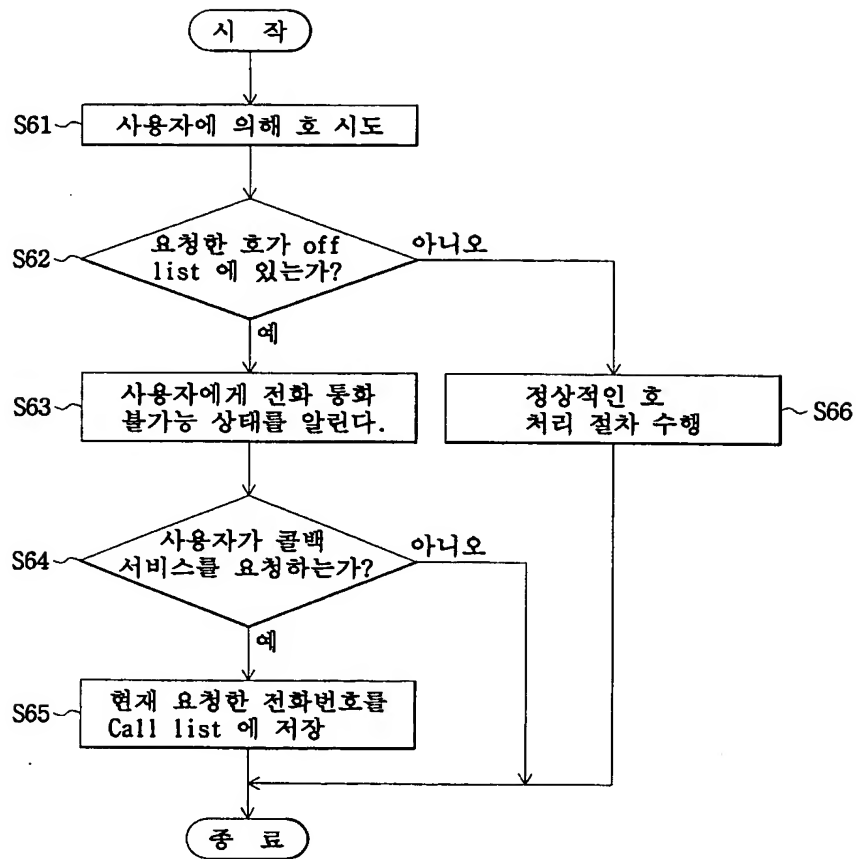 시 작
S61
사용자에 의해 호 시도
S62
요청한 호가 off
list 에 있는가?
아니오
예
S63
사용자에게 전화 통화
불가능 상태를 알린다.
정상적인 호
처리 절차 수행
S66
S64
사용자가 콜백
서비스를 요청하는가?
아니오
예
S65
현재 요청한 전화번호를
Call list 에 저장
종 료